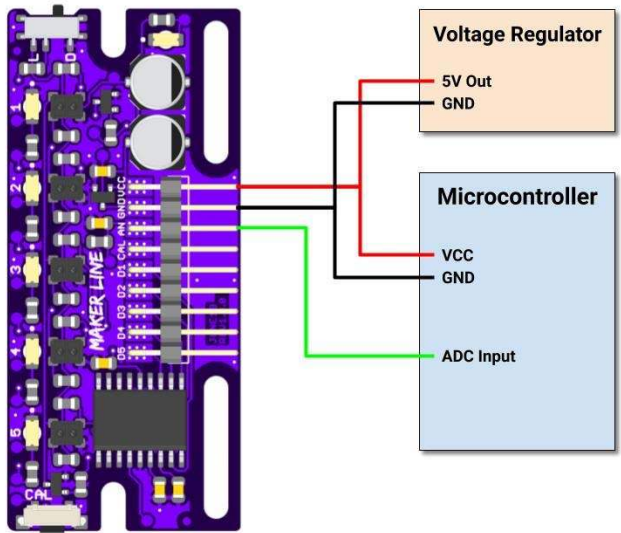 L
D
1
2
3
4
5
CAL
MAKER LINE
VCC
GND
AN
CAL
D1
D2
D3
D4
D5
Voltage Regulator
5V Out
GND
Microcontroller
VCC
GND
ADC Input